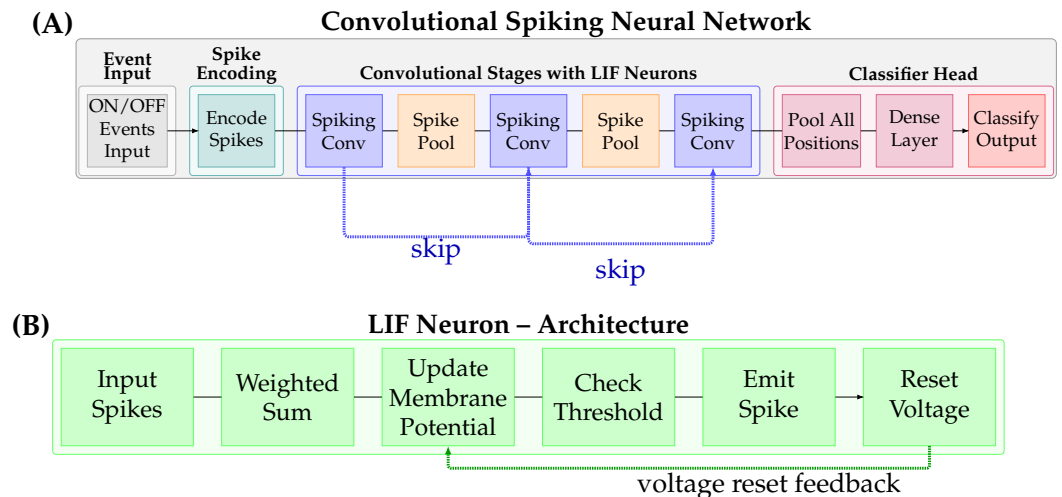 (A)
Convolutional Spiking Neural Network
Event
Input
Spike
Encoding
Convolutional Stages with LIF Neurons
Classifier Head
ON/OFF
Events
Input
Encode
Spikes
Spiking
Conv
Spike
Pool
Spiking
Conv
Spike
Pool
Spiking
Conv
Pool All
Positions
Dense
Layer
Classify
Output
skip
skip
(B)
LIF Neuron – Architecture
Input
Spikes
Weighted
Sum
Update
Membrane
Potential
Check
Threshold
Emit
Spike
Reset
Voltage
voltage reset feedback